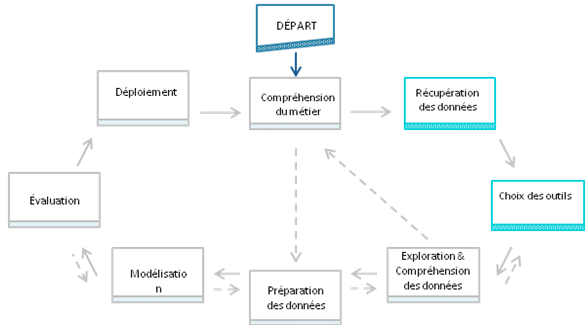 DÉPART
Déploiement
Compréhension
du métier
Récupération
des données
Évaluation
Choix des outils
Modélisatio
n
Préparation
des données
Exploration &
Compréhension
des données